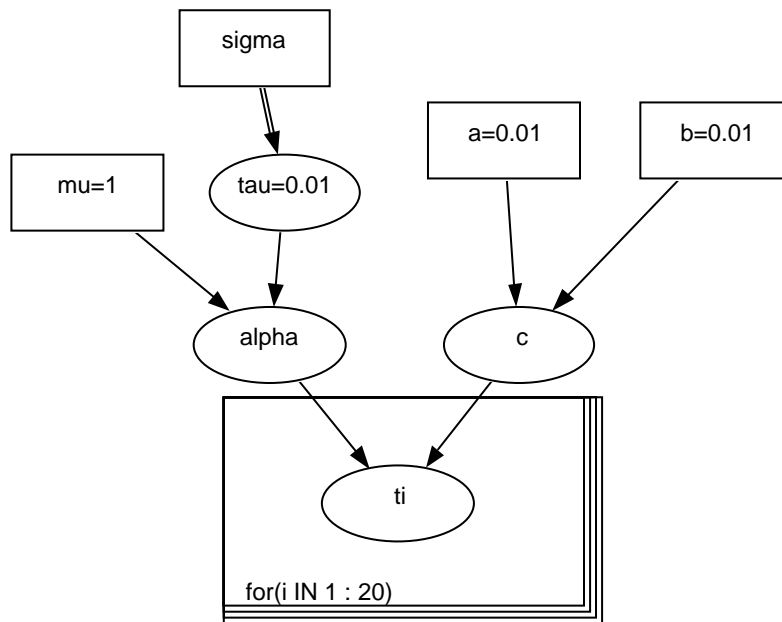 sigma
a=0.01
b=0.01
mu=1
tau=0.01
alpha
c
ti
for(i IN 1 : 20)